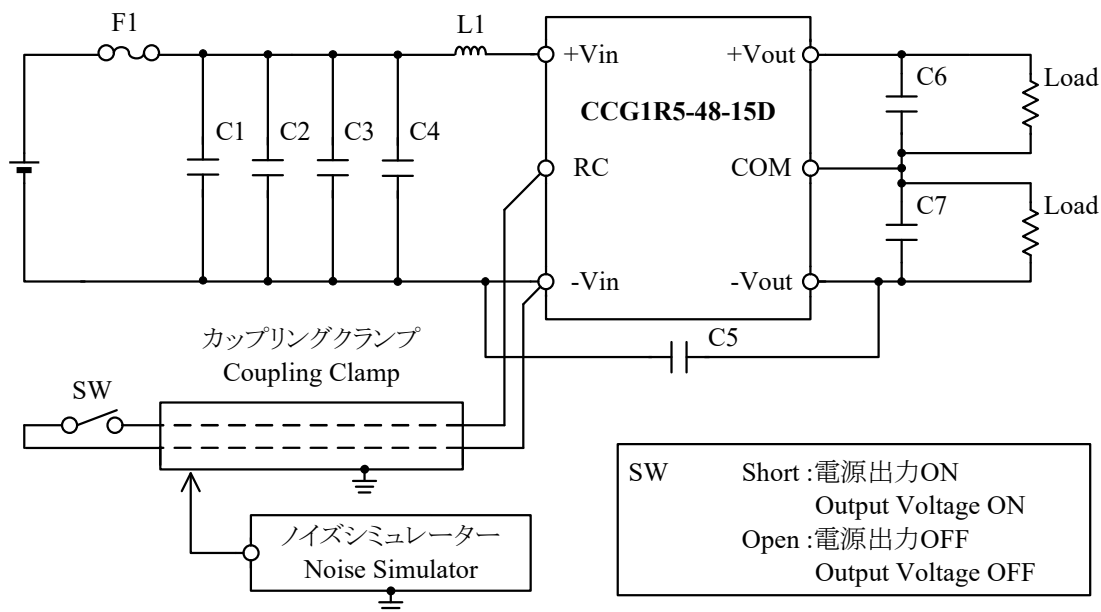 F1
L1
+Vin
+Vout
C6
Load
CCG1R5-48-15D
C1
C2
C3
C4
RC
COM
C7
Load
-Vin
-Vout
C5
カップリングクランプ
Coupling Clamp
SW
SW Short :電源出力ON
Output Voltage ON
Open :電源出力OFF
Output Voltage OFF
ノイズシミュレーター
Noise Simulator